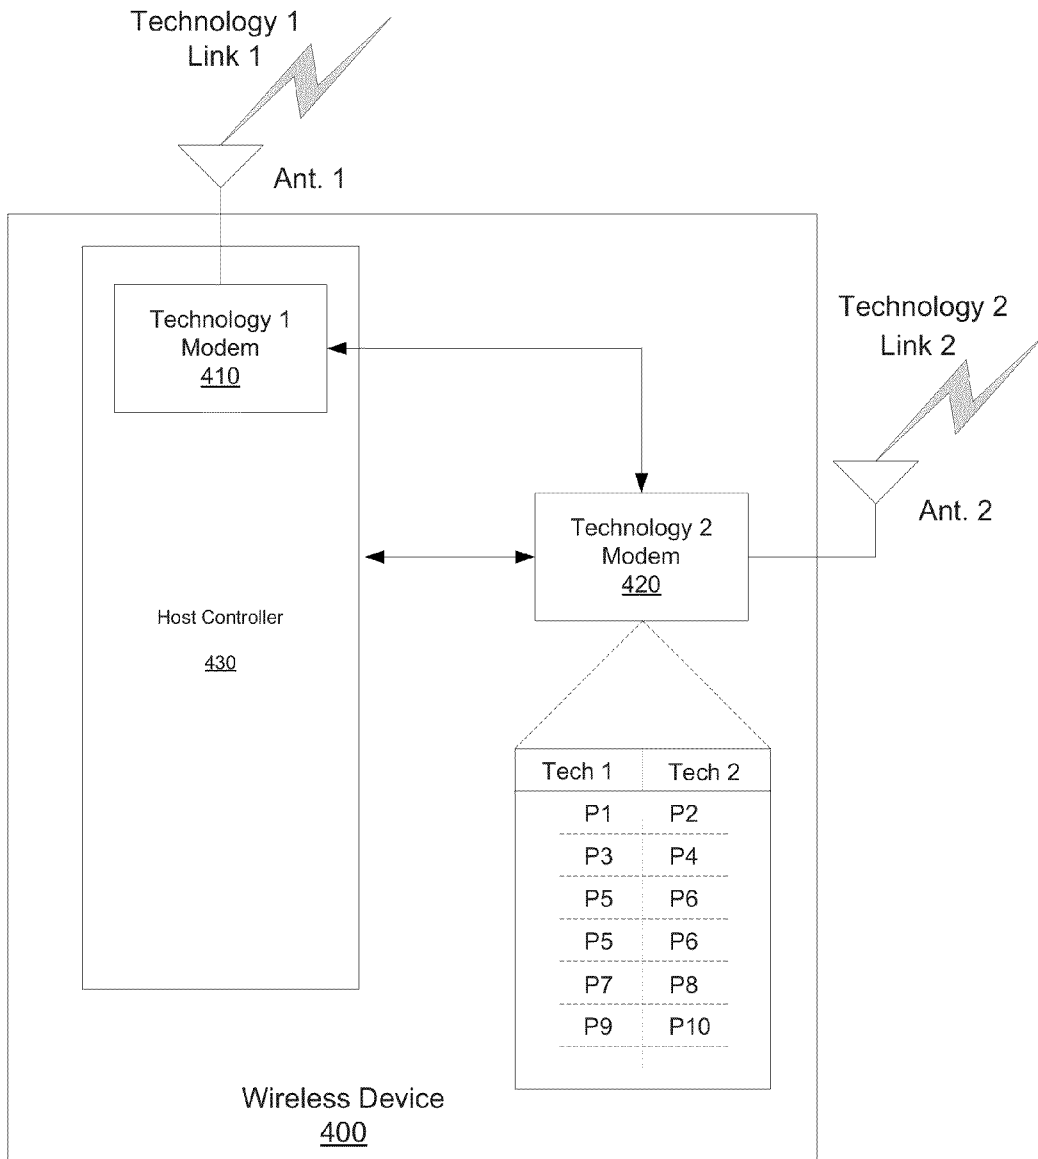 Technology 1
Link 1
Ant. 1
Technology 1
Modem
410
Technology 2
Link 2
Ant. 2
Technology 2
Modem
420
Host Controller
430
Tech 1 Tech 2
P1 P2
P3 P4
P5 P6
P5 P6
P7 P8
P9 P10
Wireless Device
400